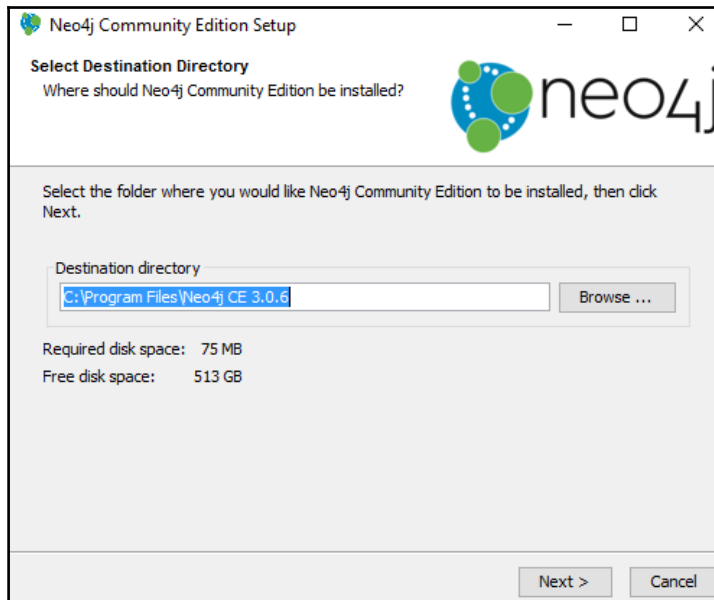 Neo4j Community Edition Setup
Select Destination Directory
Where should Neo4j Community Edition be installed?
neo4j
Select the folder where you would like Neo4j Community Edition to be installed, then click
Next.
Destination directory
C:\Program Files\Neo4j CE 3.0.6
Browse ...
Required disk space: 75 MB
Free disk space: 513 GB
Next >
Cancel